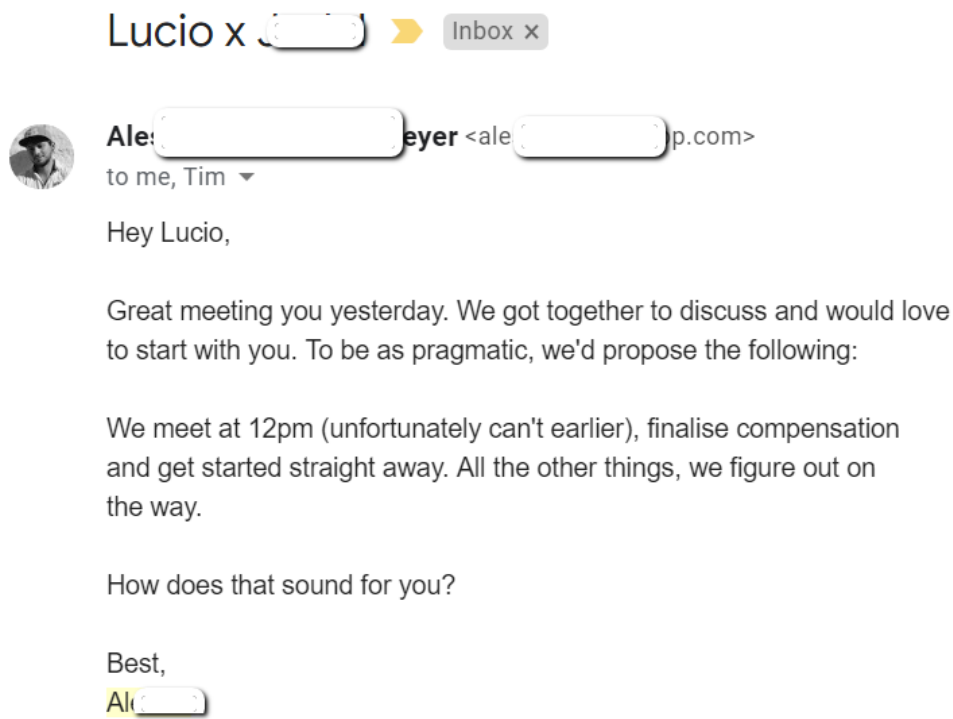 Lucio x
Inbox ×
<ale p.com>
to me, Tim
Hey Lucio,
Great meeting you yesterday. We got together to discuss and would love
to start with you. To be as pragmatic, we'd propose the following:
We meet at 12pm (unfortunately can't earlier), finalise compensation
and get started straight away. All the other things, we figure out on
the way.
How does that sound for you?
Best,